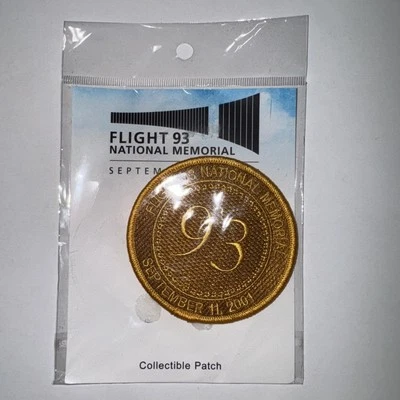 FLIGHT 93
NATIONAL MEMORIAL
NATIONAL MEMORIAL
93
SEPTEMBER 11, 2001
Collectible Patch